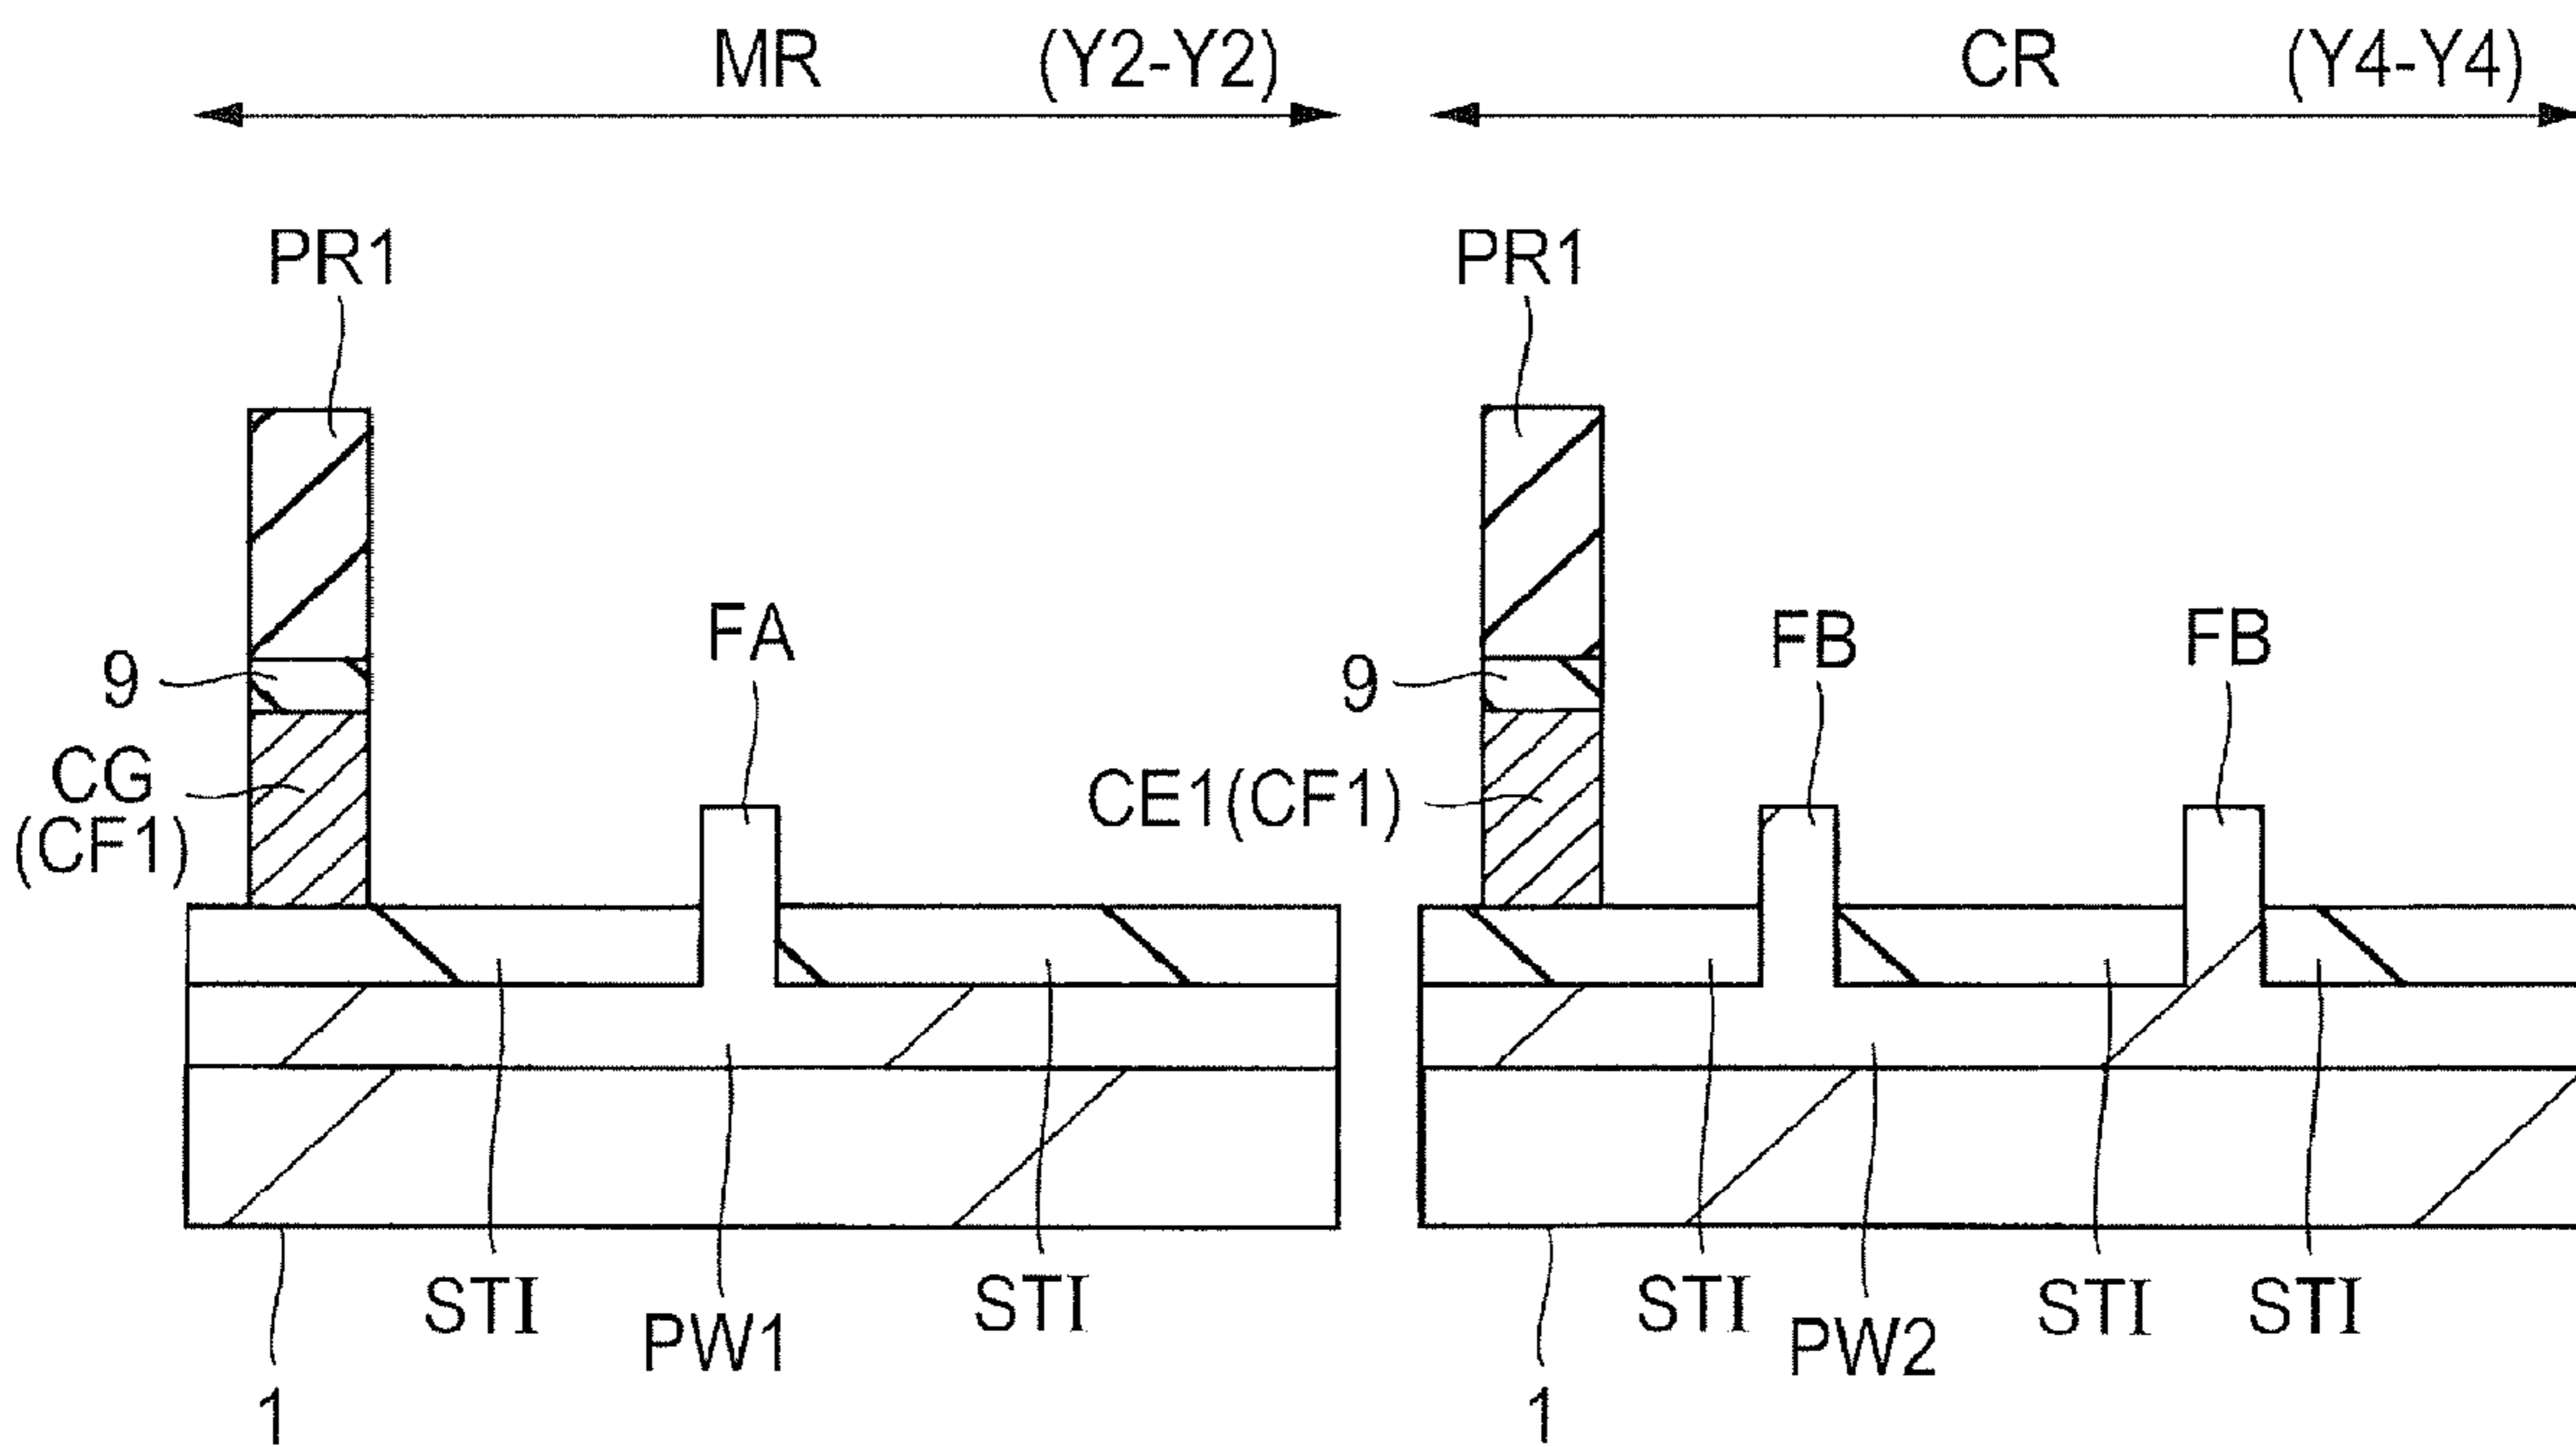 MR (Y2-Y2) CR (Y4-Y4)
PR1 PR1
FA FB FB
9 9
CG
(CF1)
CE1(CF1)
STI STI STI STI STI
PW1 PW2
1 1